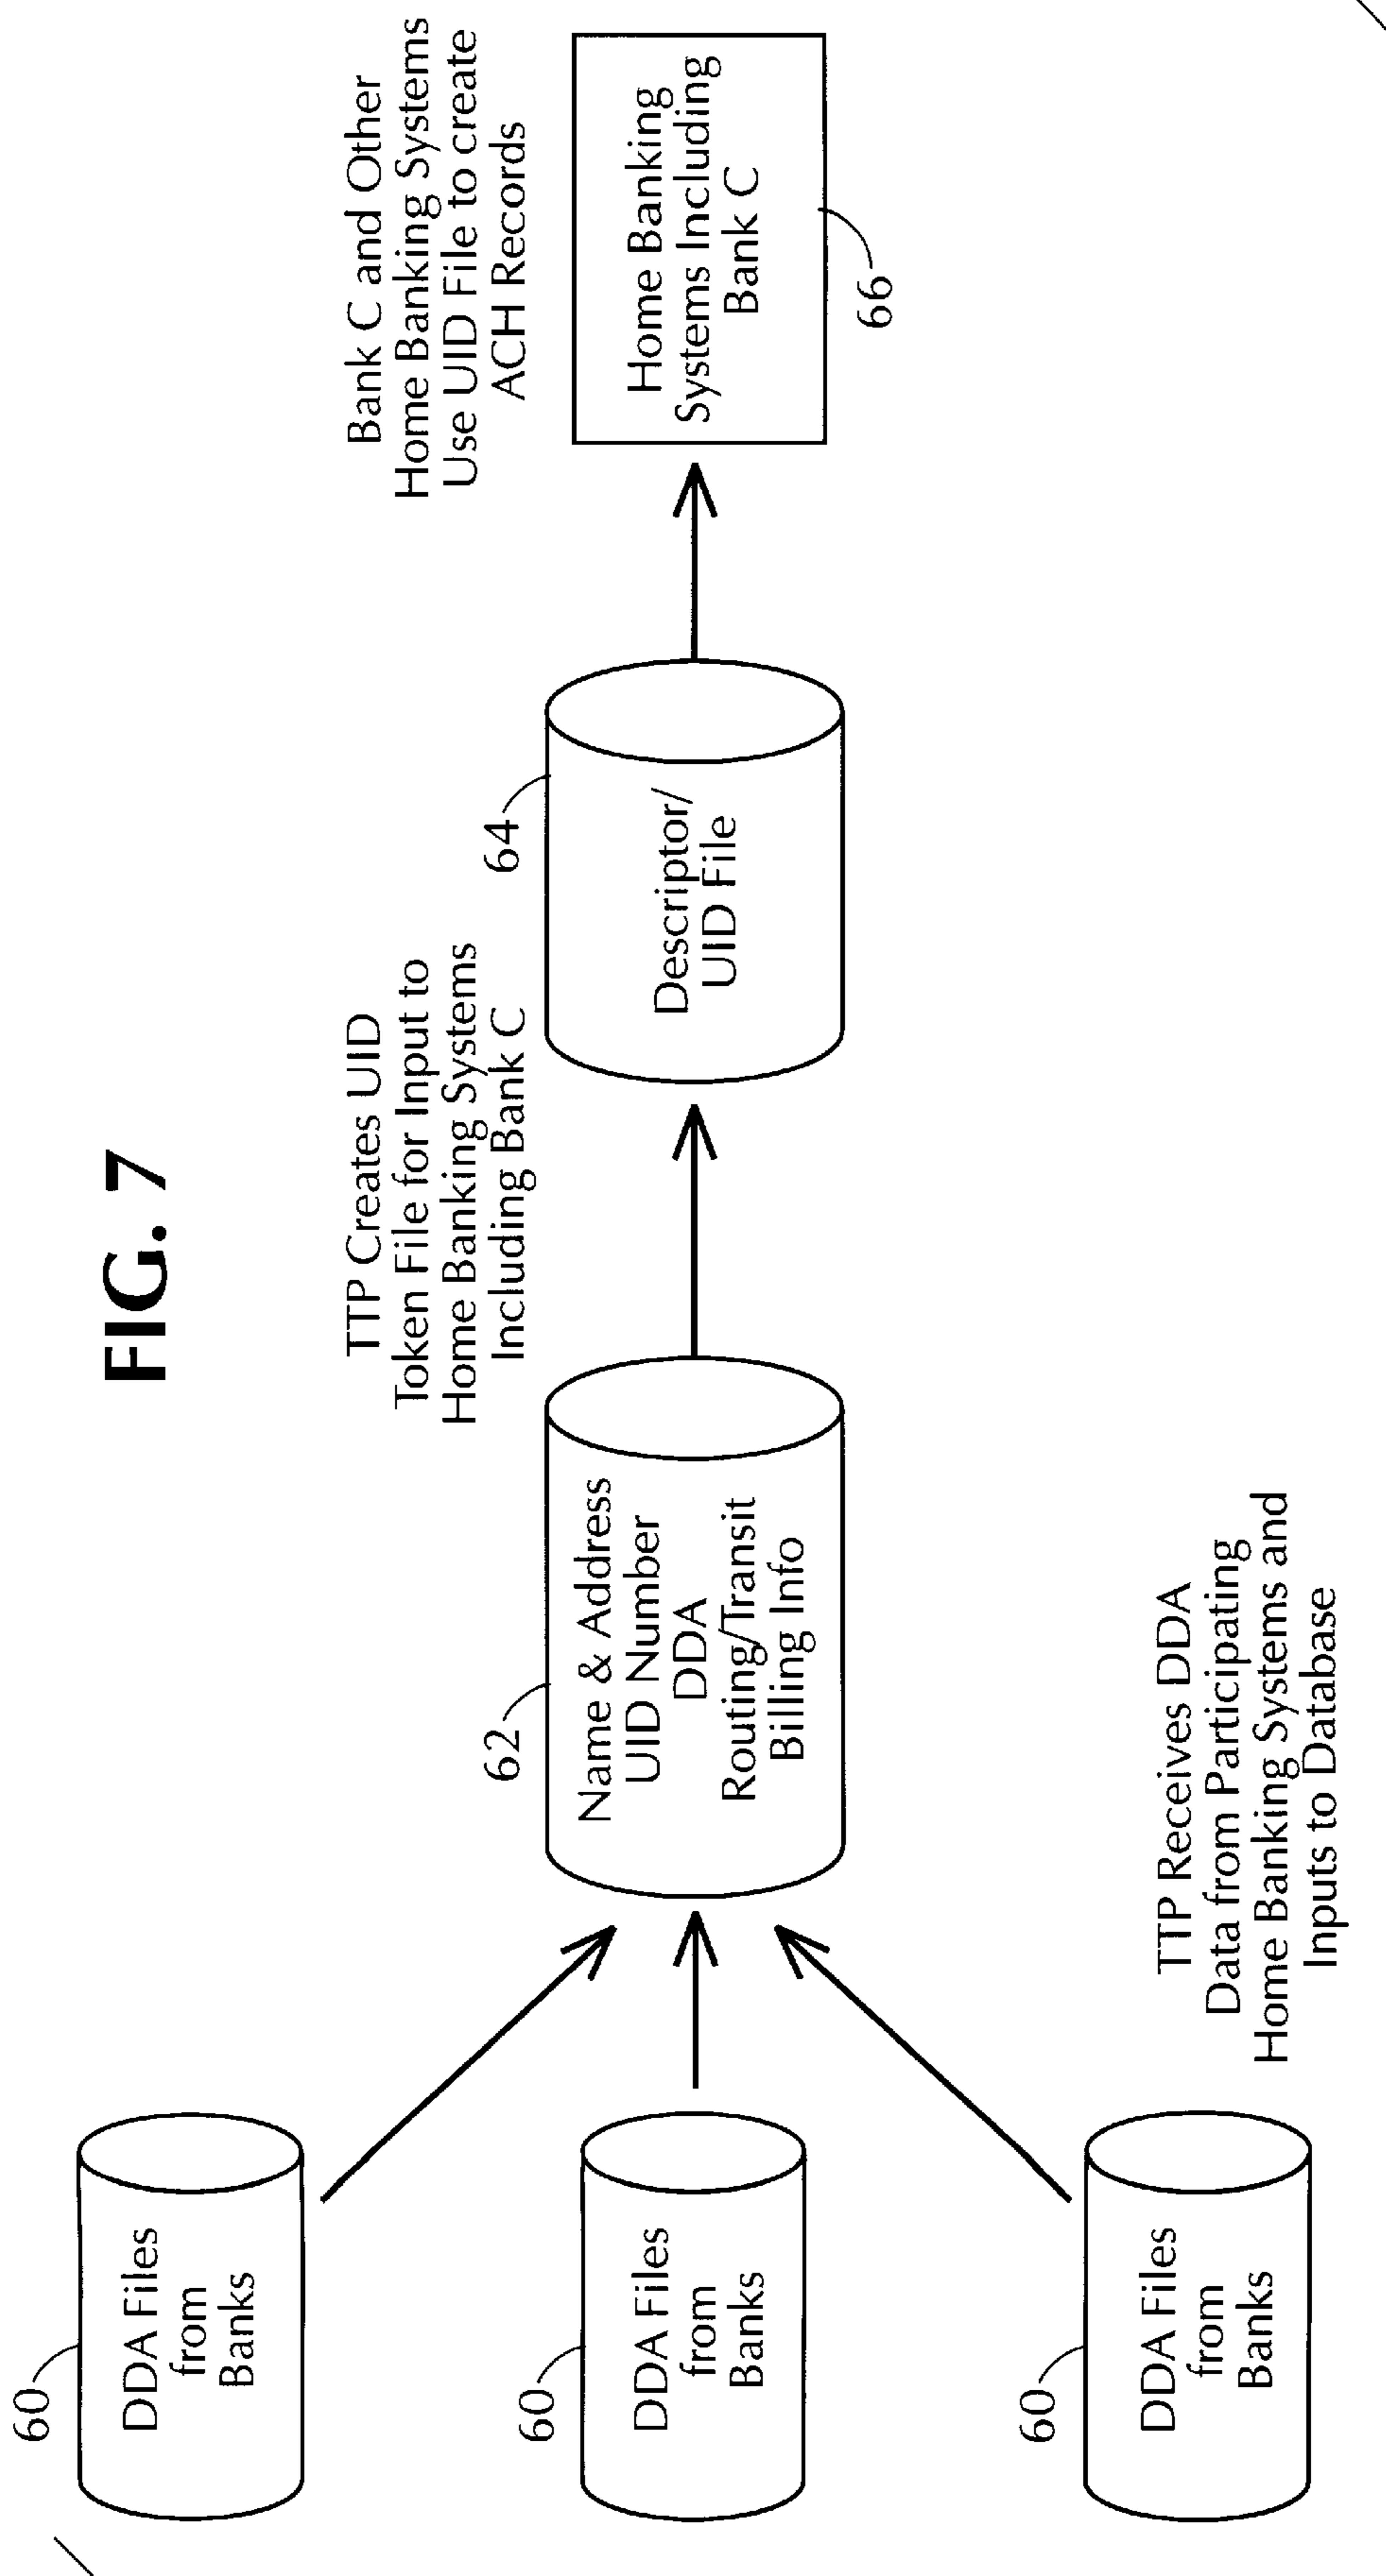 FIG. 7
60
DDA Files
from
Banks
60
DDA Files
from
Banks
60
DDA Files
from
Banks
TTP Receives DDA
Data from Participating
Home Banking Systems and
Inputs to Database
62
Name & Address
UID Number
DDA
Routing/Transit
Billing Info
TTP Creates UID
Token File for Input to
Home Banking Systems
Including Bank C
64
Descriptor/
UID File
Bank C and Other
Home Banking Systems
Use UID File to create
ACH Records
Home Banking
Systems Including
Bank C
66